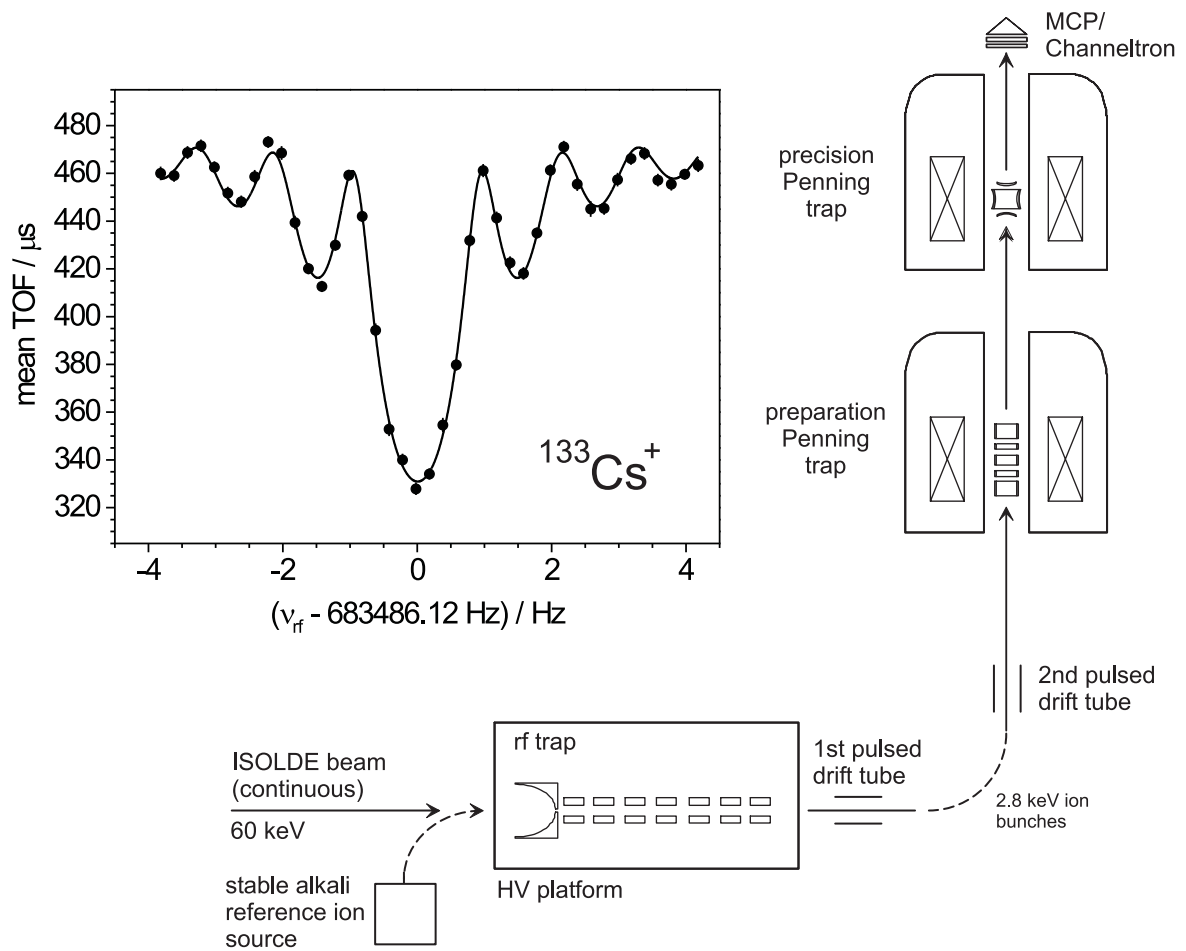 MCP/
Channeltron
precision
Penning
trap
preparation
Penning
trap
mean TOF / μs
480
460
440
420
400
380
360
340
320
¹³³Cs⁺
-4
-2
0
2
4
(νrf - 683486.12 Hz) / Hz
2nd pulsed
drift tube
rf trap
1st pulsed
drift tube
ISOLDE beam
(continuous)
60 keV
2.8 keV ion
bunches
HV platform
stable alkali
reference ion
source